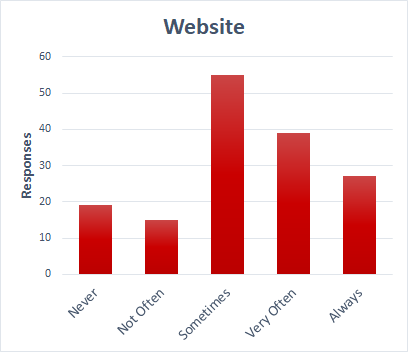 Website
60
50
40
30
20
10
0
Responses
Never
Not Often
Sometimes
Very Often
Always